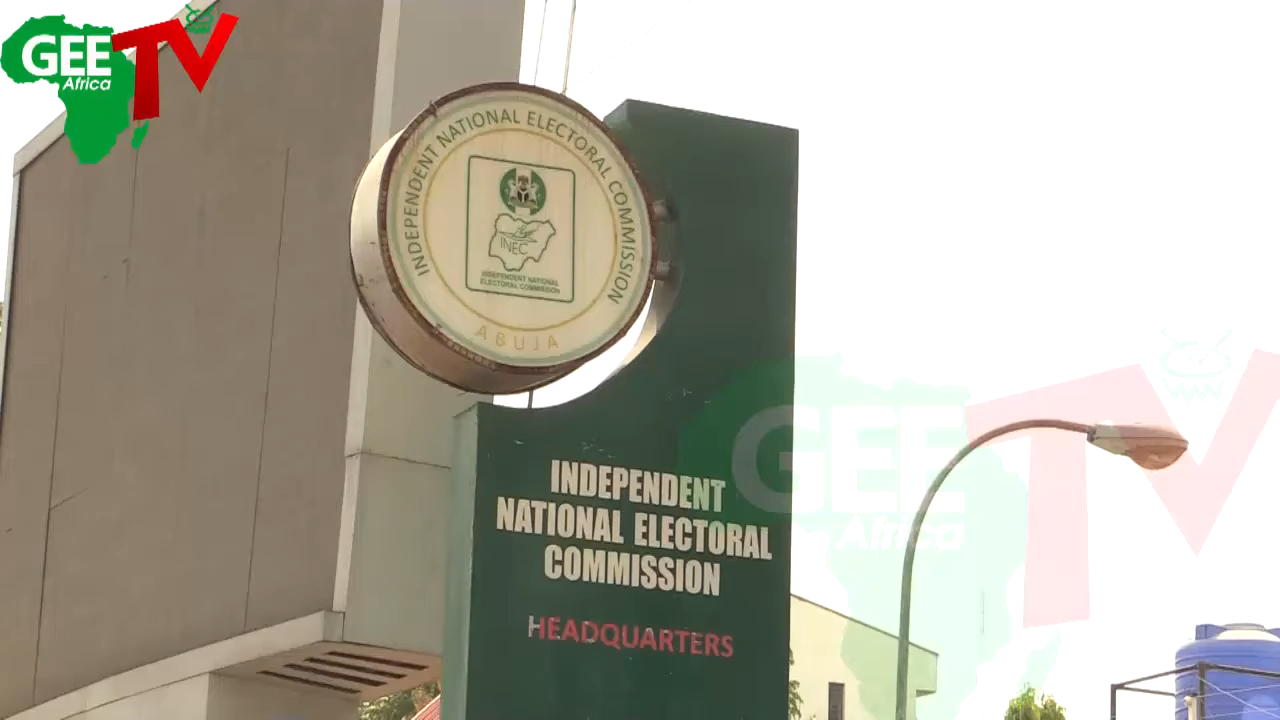 GEE TV
Africa
INDEPENDENT NATIONAL ELECTORAL COMMISSION
INEC
INDEPENDENT NATIONAL
ELECTORAL COMMISSION
ABUJA
INDEPENDENT
NATIONAL ELECTORAL
COMMISSION
HEADQUARTERS
GEE TV
Africa